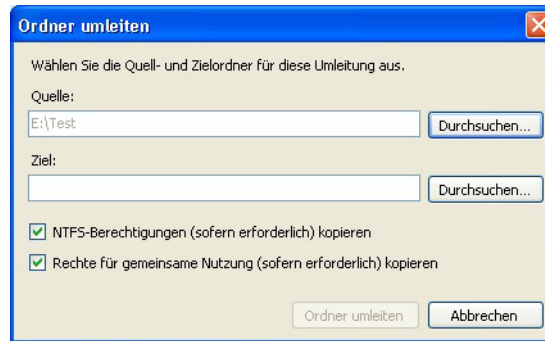 Ordner umleiten
Wählen Sie die Quell- und Zielordner für diese Umleitung aus.
Quelle:
E:\Test
Durchsuchen...
Ziel:
Durchsuchen...
NTFS-Berechtigungen (sofern erforderlich) kopieren
Rechte für gemeinsame Nutzung (sofern erforderlich) kopieren
Ordner umleiten
Abbrechen